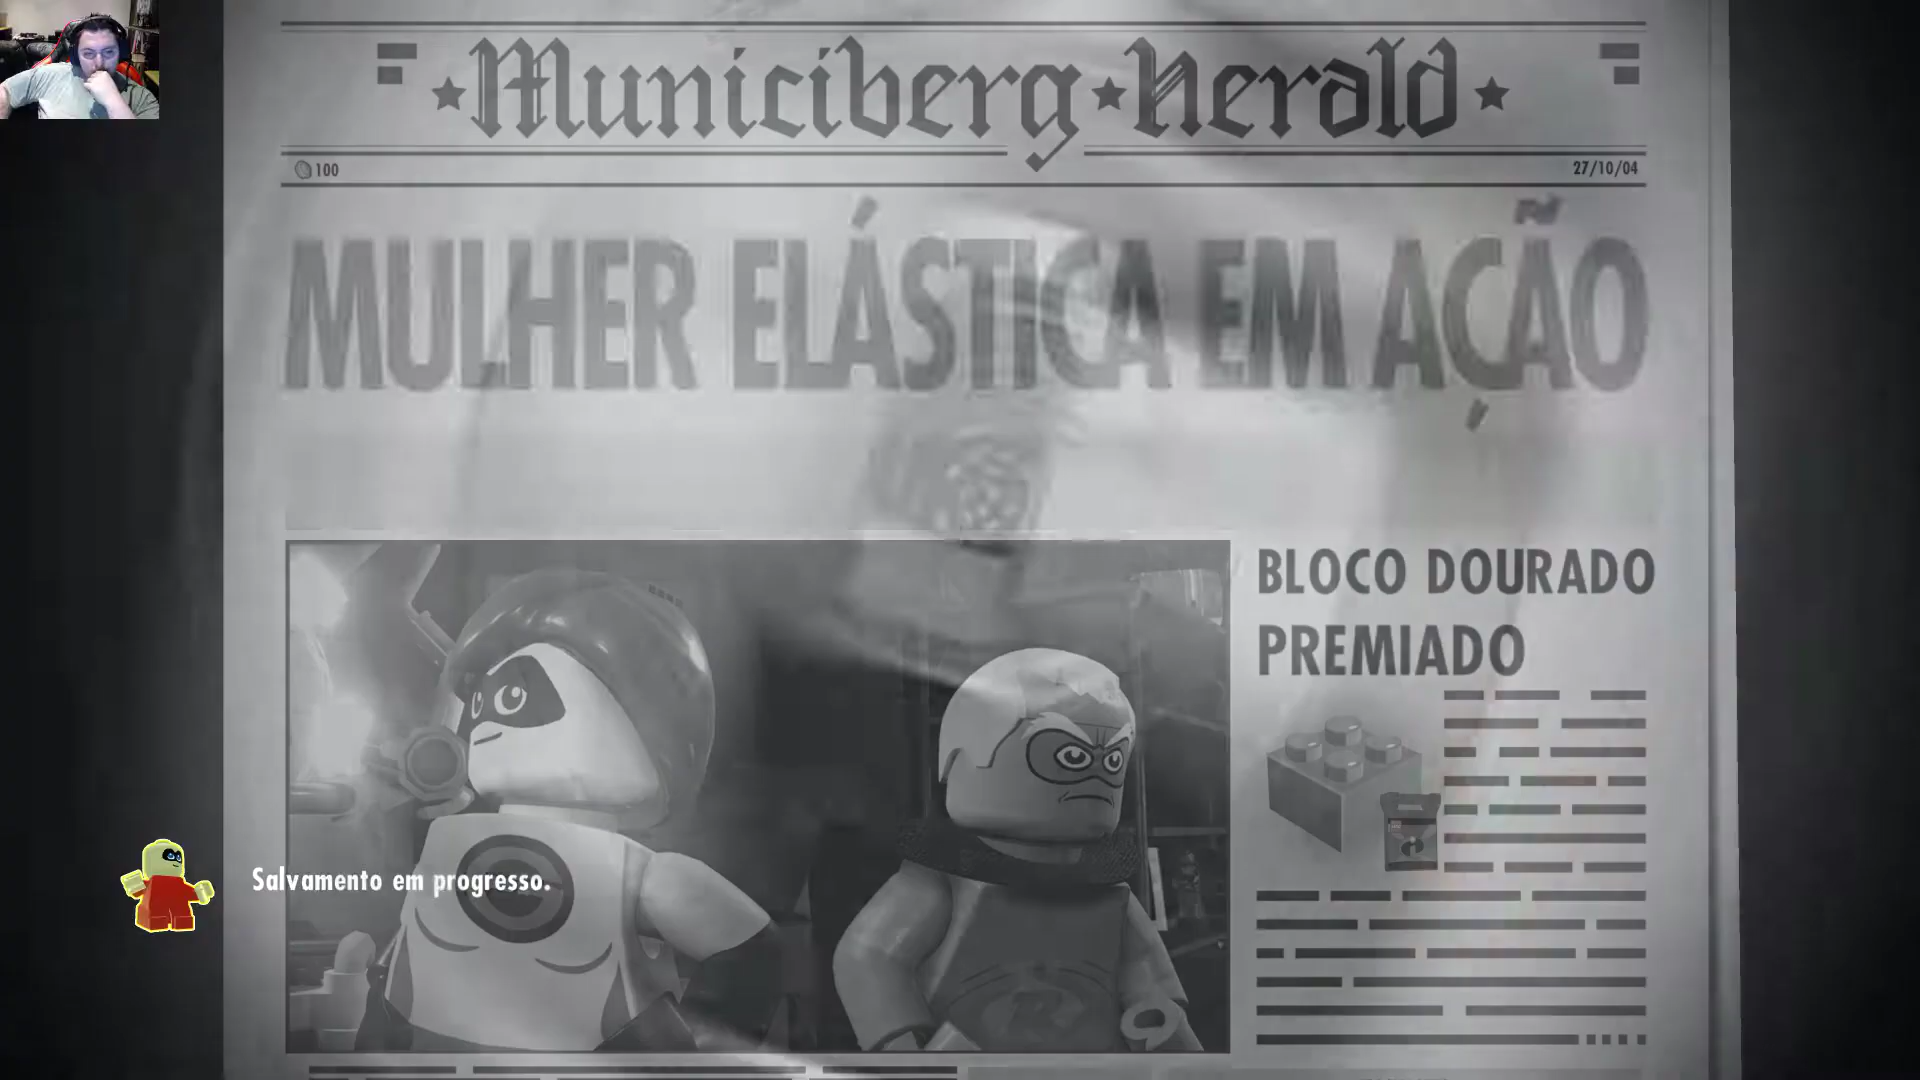 Municiberg Herald
100
27/10/04
MULHER ELÁSTICA EM AÇÃO
BLOCO DOURADO
PREMIADO
Salvamento em progresso.